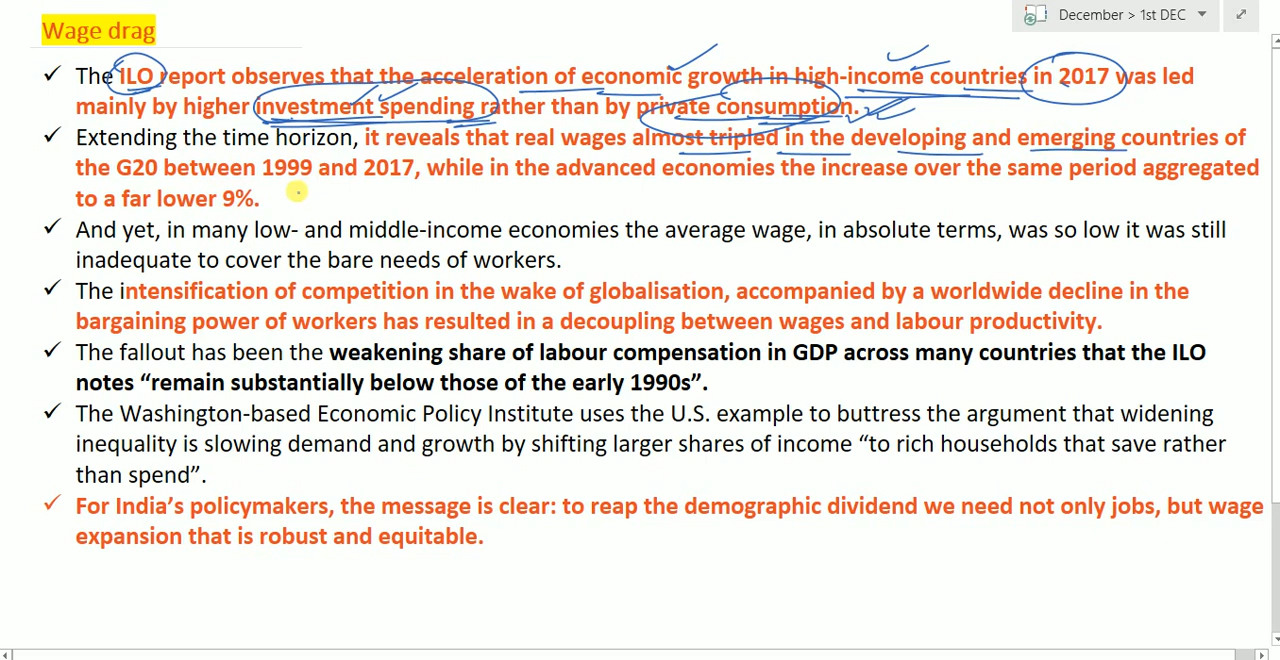 December > 1st DEC
Wage drag
✓ The ILO report observes that the acceleration of economic growth in high-income countries in 2017 was led
mainly by higher investment spending rather than by private consumption.
✓ Extending the time horizon, it reveals that real wages almost tripled in the developing and emerging countries of
the G20 between 1999 and 2017, while in the advanced economies the increase over the same period aggregated
to a far lower 9%.
✓ And yet, in many low- and middle-income economies the average wage, in absolute terms, was so low it was still
inadequate to cover the bare needs of workers.
✓ The intensification of competition in the wake of globalisation, accompanied by a worldwide decline in the
bargaining power of workers has resulted in a decoupling between wages and labour productivity.
✓ The fallout has been the weakening share of labour compensation in GDP across many countries that the ILO
notes “remain substantially below those of the early 1990s”.
✓ The Washington-based Economic Policy Institute uses the U.S. example to buttress the argument that widening
inequality is slowing demand and growth by shifting larger shares of income “to rich households that save rather
than spend”.
✓ For India’s policymakers, the message is clear: to reap the demographic dividend we need not only jobs, but wage
expansion that is robust and equitable.